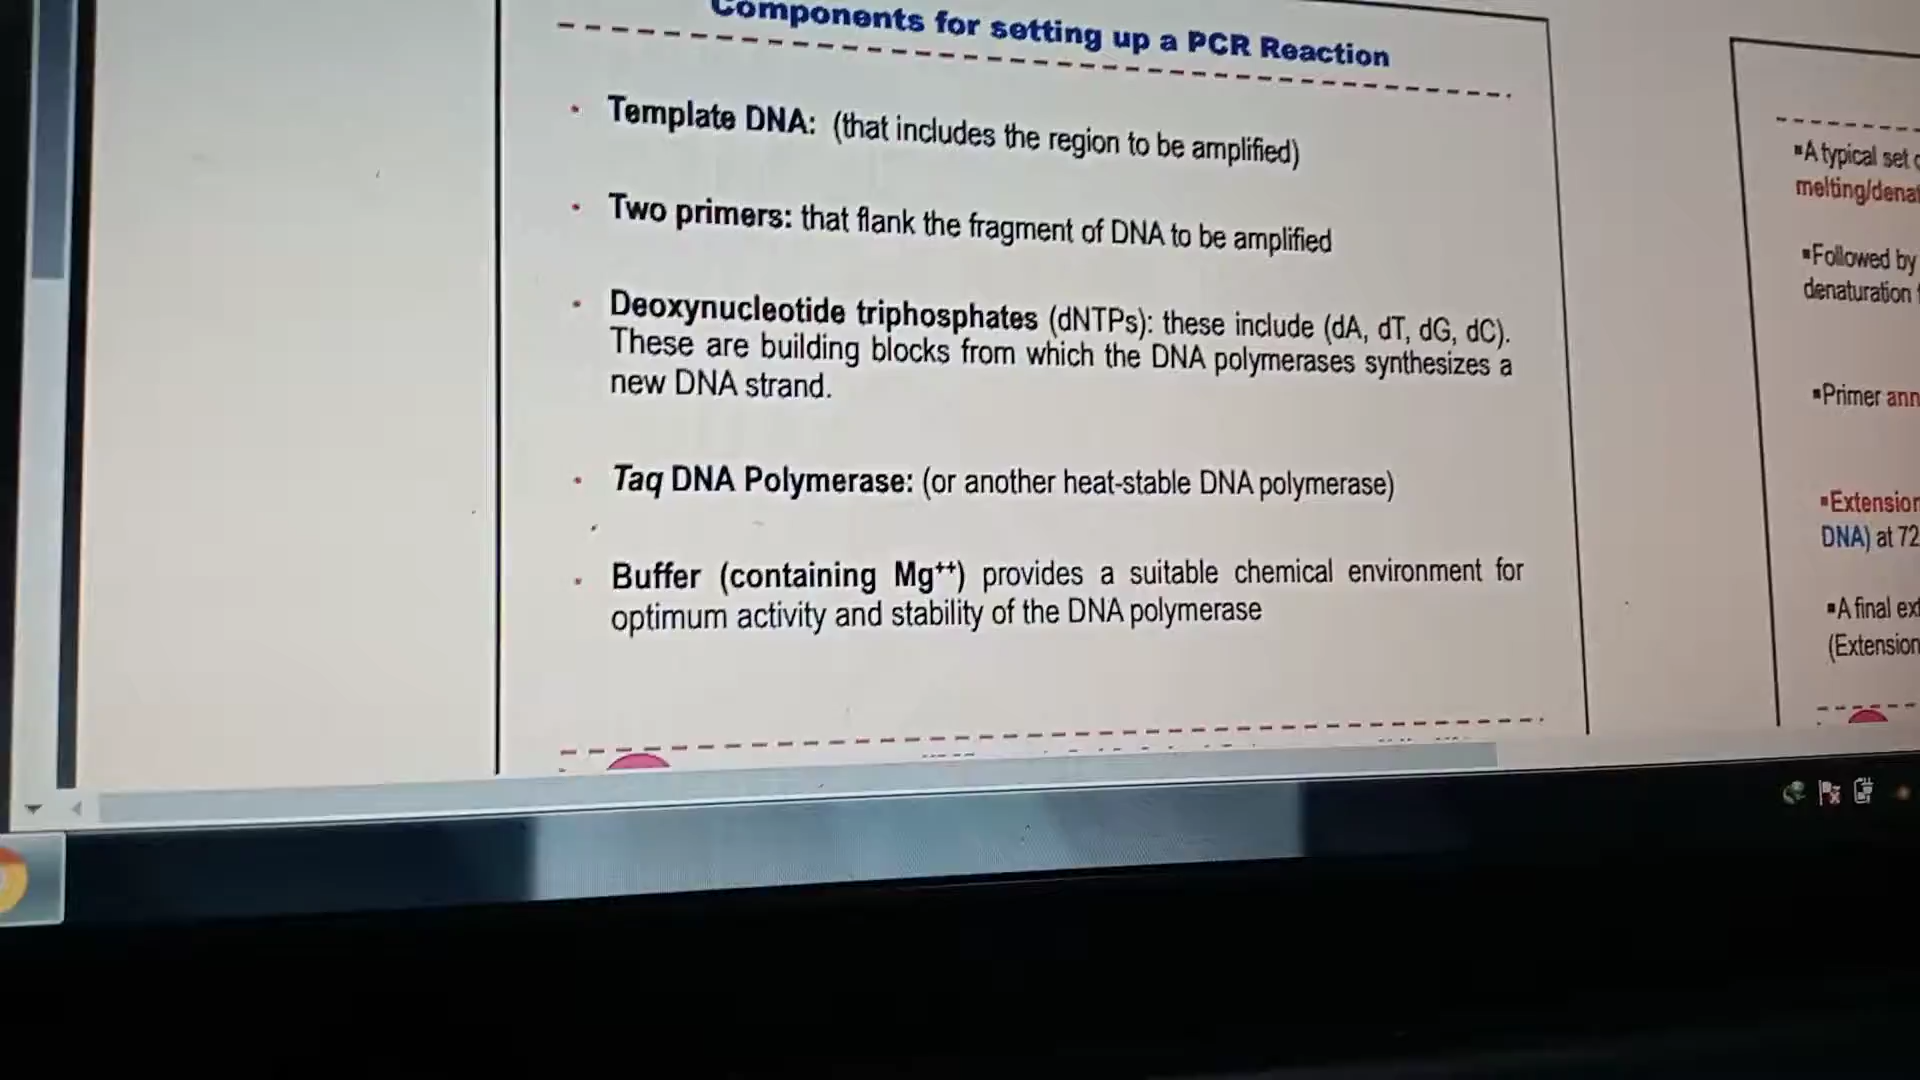 Components for setting up a PCR Reaction
• Template DNA: (that includes the region to be amplified)
• Two primers: that flank the fragment of DNA to be amplified
• Deoxynucleotide triphosphates (dNTPs): these include (dA, dT, dG, dC).
These are building blocks from which the DNA polymerases synthesizes a
new DNA strand.
• Taq DNA Polymerase: (or another heat-stable DNA polymerase)
• Buffer (containing Mg⁺⁺) provides a suitable chemical environment for
optimum activity and stability of the DNA polymerase
▪A typical set
melting/
▪Followed by
denaturation
▪Primer
▪Extension
DNA) at 72
▪A final
(Extension